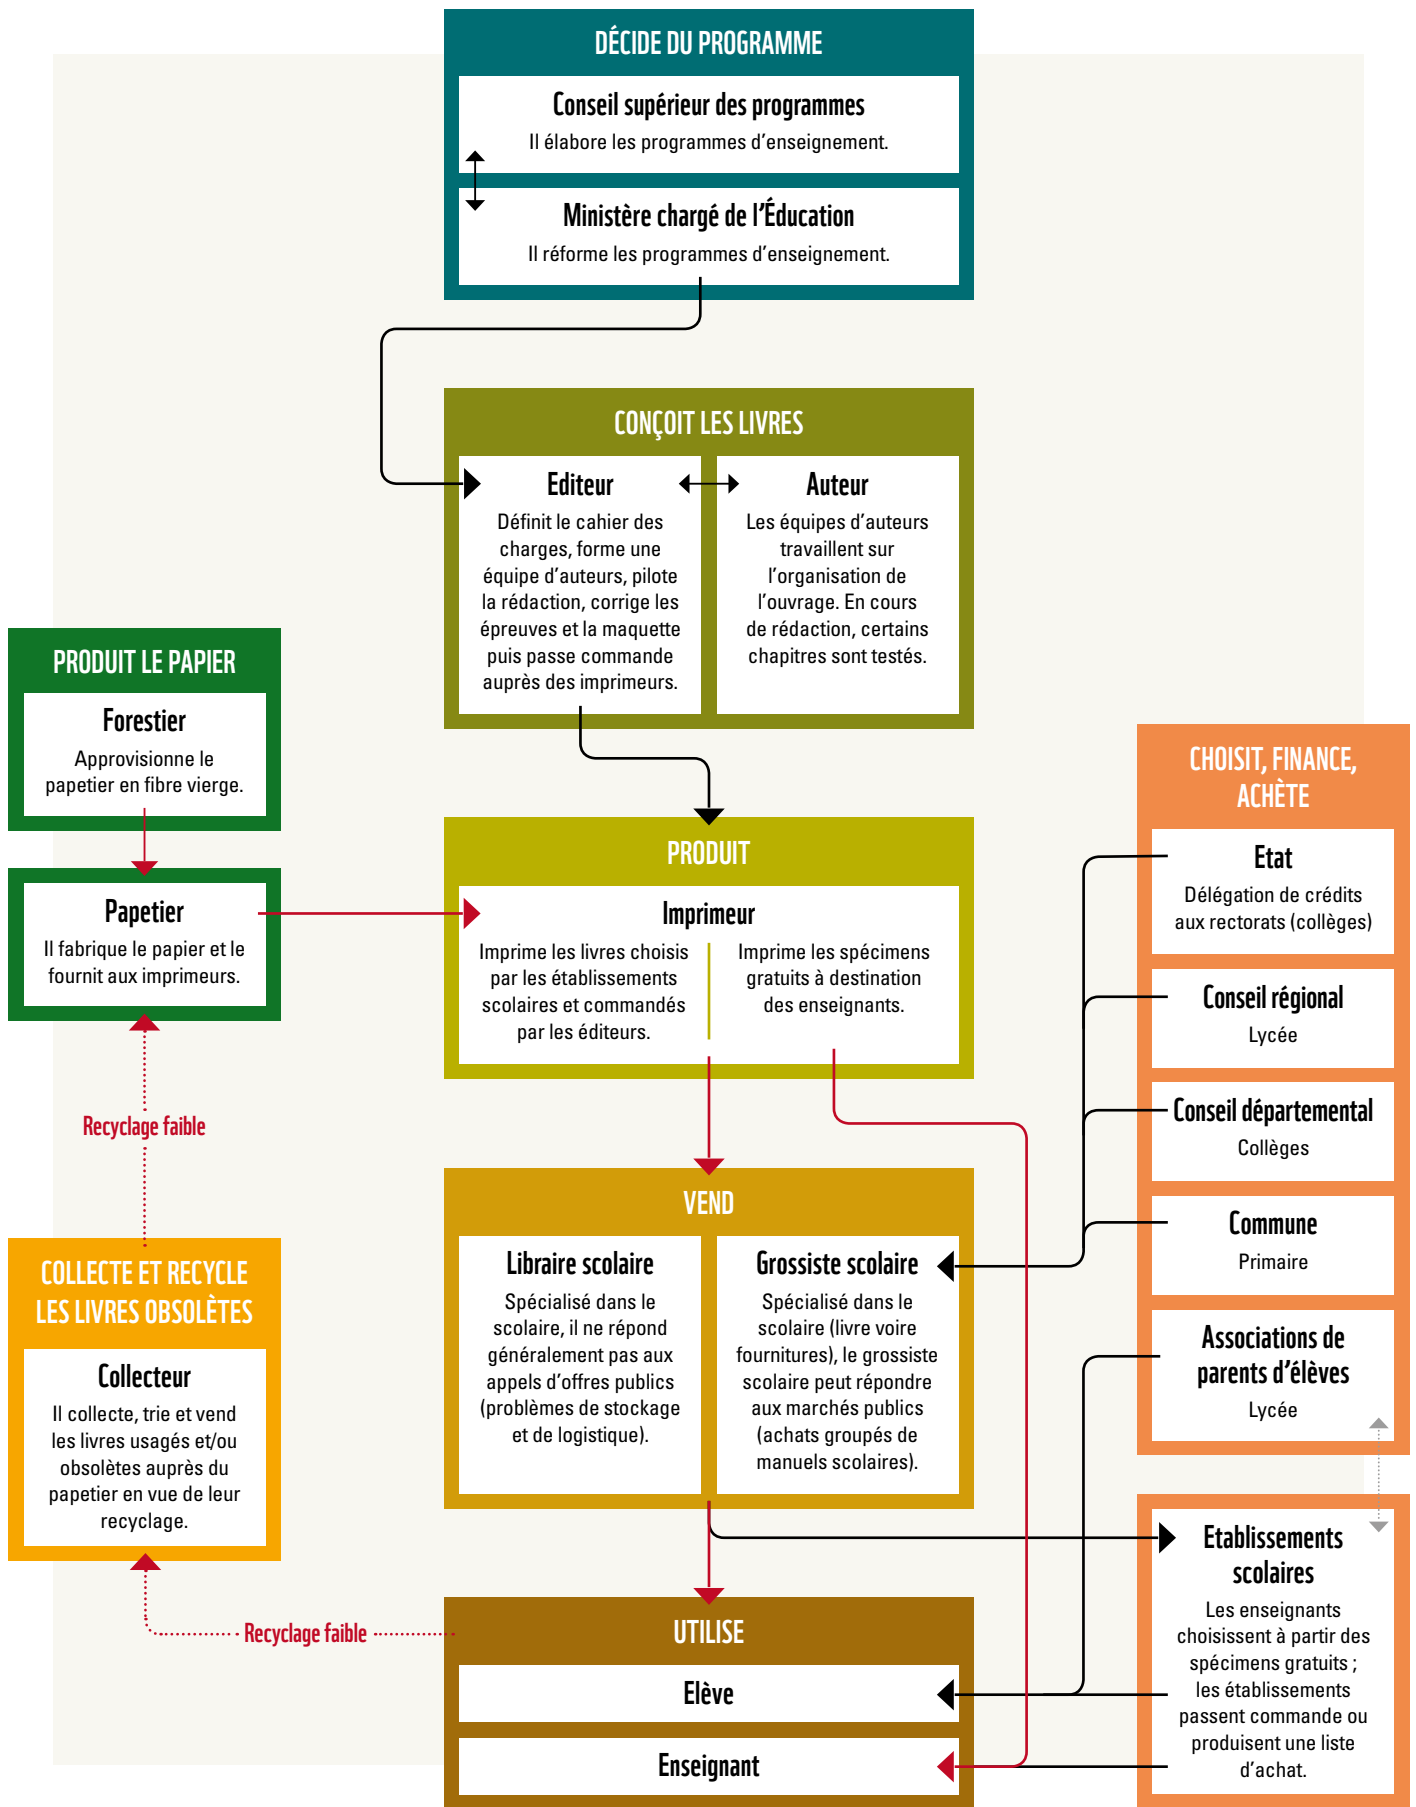 DÉCIDE DU PROGRAMME
Conseil supérieur des programmes
Il élabore les programmes d’enseignement.
Ministère chargé de l’Éducation
Il réforme les programmes d’enseignement.
CONÇOIT LES LIVRES
Editeur
Définit le cahier des
charges, forme une
équipe d’auteurs, pilote
la rédaction, corrige les
épreuves et la maquette
puis passe commande
auprès des imprimeurs.
Auteur
Les équipes d’auteurs
travaillent sur
l’organisation de
l’ouvrage. En cours
de rédaction, certains
chapitres sont testés.
PRODUIT LE PAPIER
Forestier
Approvisionne le
papetier en fibre vierge.
Papetier
Il fabrique le papier et le
fournit aux imprimeurs.
PRODUIT
Imprimeur
Imprime les livres choisis
par les établissements
scolaires et commandés
par les éditeurs.
Imprime les spécimens
gratuits à destination
des enseignants.
CHOISIT, FINANCE,
ACHÈTE
Etat
Délégation de crédits
aux rectorats (collèges)
Conseil régional
Lycée
Conseil départemental
Collèges
Commune
Primaire
Associations de
parents d’élèves
Lycée
Recyclage faible
VEND
Libraire scolaire
Spécialisé dans le
scolaire, il ne répond
généralement pas aux
appels d’offres publics
(problèmes de stockage
et de logistique).
Grossiste scolaire
Spécialisé dans le
scolaire (livre voire
fournitures), le grossiste
scolaire peut répondre
aux marchés publics
(achats groupés de
manuels scolaires).
COLLECTE ET RECYCLE
LES LIVRES OBSOLÈTES
Collecteur
Il collecte, trie et vend
les livres usagés et/ou
obsolètes auprès du
papetier en vue de leur
recyclage.
Etablissements
scolaires
Les enseignants
choisissent à partir des
spécimens gratuits ;
les établissements
passent commande ou
produisent une liste
d’achat.
Recyclage faible
UTILISE
Elève
Enseignant